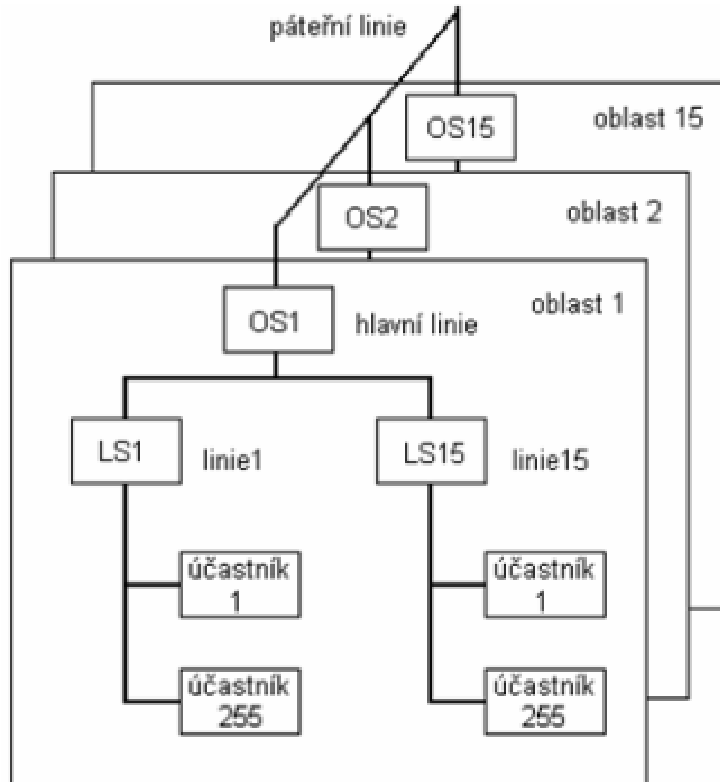 páteřní linie
OS15
oblast 15
OS2
oblast 2
OS1
hlavní linie
oblast 1
LS1
linie1
LS15
linie15
účastník
1
účastník
1
účastník
255
účastník
255